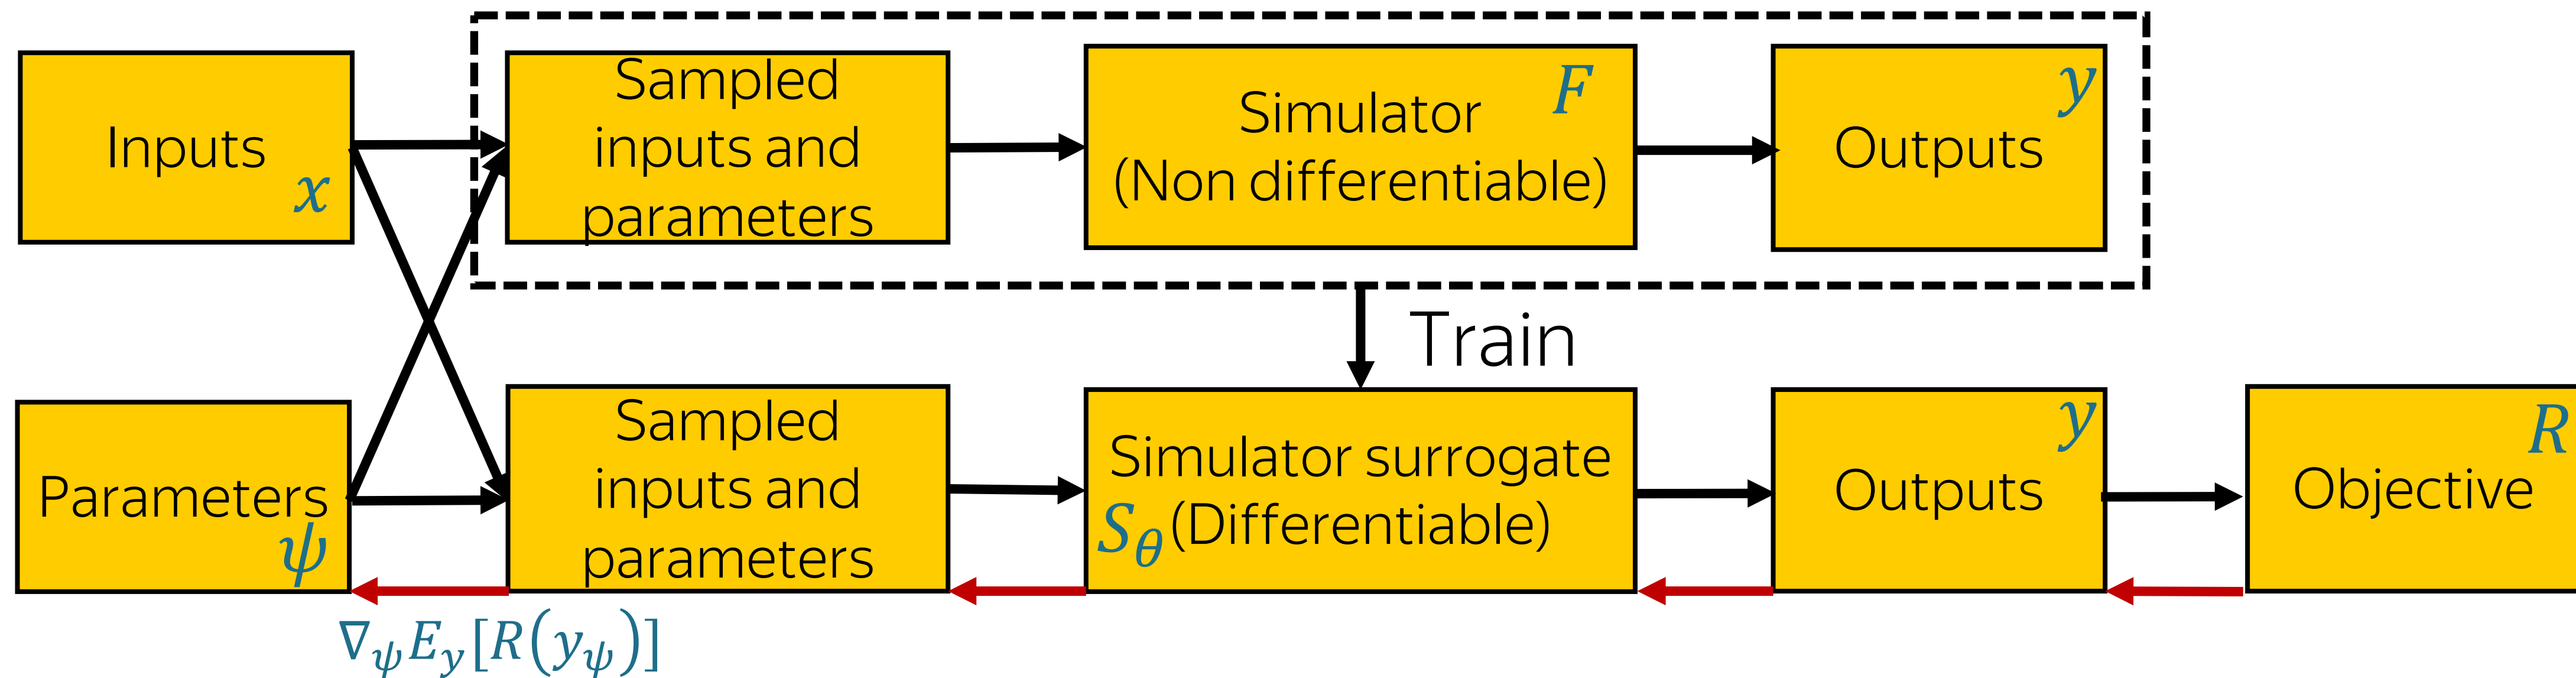 Inputs
x
Sampled
inputs and
parameters
Simulator
(Non differentiable)
F
Outputs
y
Train
Parameters
ψ
Sampled
inputs and
parameters
Simulator surrogate
S_θ (Differentiable)
Outputs
y
Objective
R
∇_ψ E_y [R(y_ψ)]